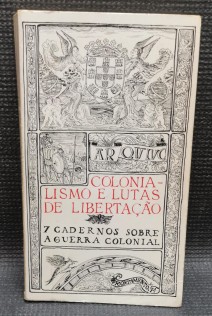 ARQUIVO
COLONIA-
LISMO E LUTAS
DE LIBERTAÇÃO
7 CADERNOS SOBRE
A GUERRA COLONIAL